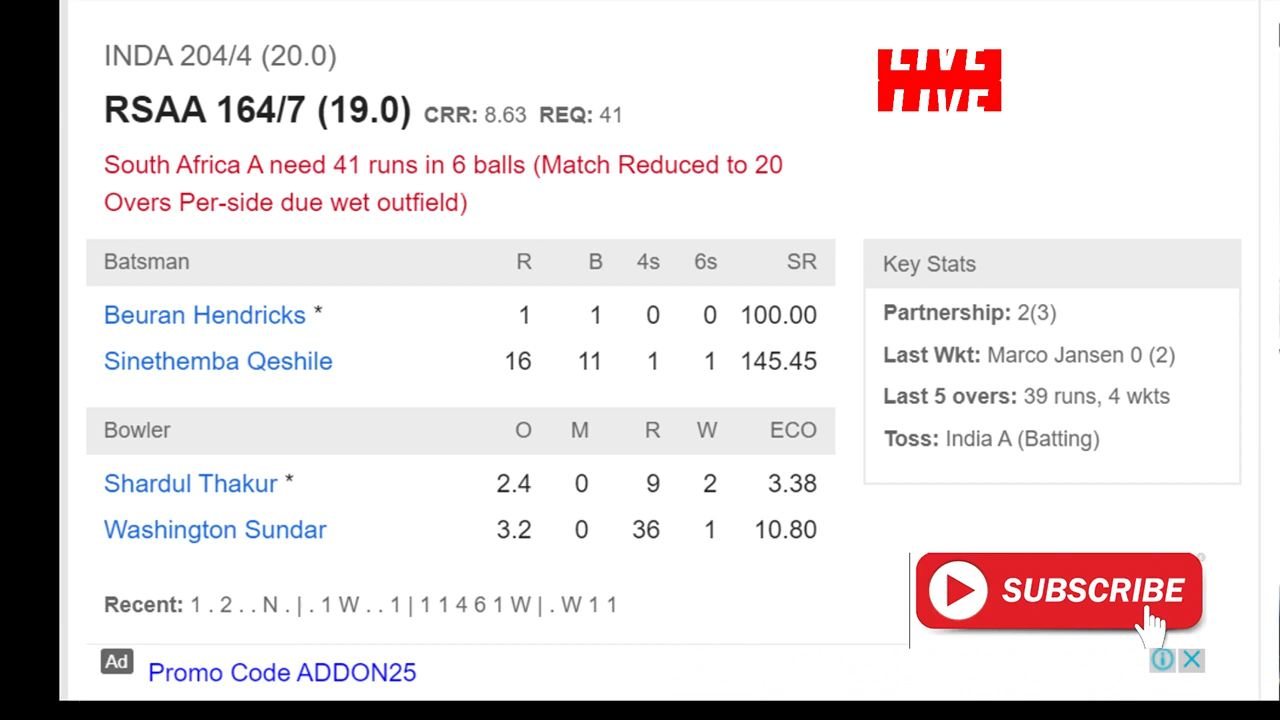 INDA 204/4 (20.0)
RSAA 164/7 (19.0) CRR: 8.63 REQ: 41
South Africa A need 41 runs in 6 balls (Match Reduced to 20
Overs Per-side due wet outfield)
LIVE
LIVE
Batsman R B 4s 6s SR
Beuran Hendricks * 1 1 0 0 100.00
Sinethemba Qeshile 16 11 1 1 145.45
Bowler O M R W ECO
Shardul Thakur * 2.4 0 9 2 3.38
Washington Sundar 3.2 0 36 1 10.80
Recent: 1 . 2 . . N . | . 1 W . . 1 | 1 1 4 6 1 W | . W 1 1
Key Stats
Partnership: 2(3)
Last Wkt: Marco Jansen 0 (2)
Last 5 overs: 39 runs, 4 wkts
Toss: India A (Batting)
SUBSCRIBE
Ad Promo Code ADDON25